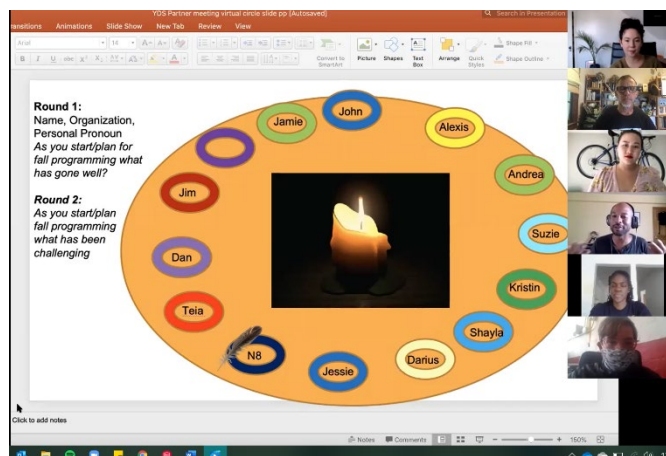 YDS Partner meeting virtual circle slide pp (Autosaved)
Search in Presentation
ansitions Animations Slide Show New Tab Review View
Arial 14
Convert to
SmartArt
Picture Shapes Text
Box
Arrange Quick
Styles
Shape Fill
Shape Outline
Round 1:
Name, Organization,
Personal Pronoun
As you start/plan for
fall programming what
has gone well?
Round 2:
As you start/plan
fall programming
what has been
challenging
John
Jamie
Alexis
Andrea
Jim
Suzie
Dan
Kristin
Teia
Shayla
N8
Darius
Jessie
Click to add notes
Notes Comments 150%